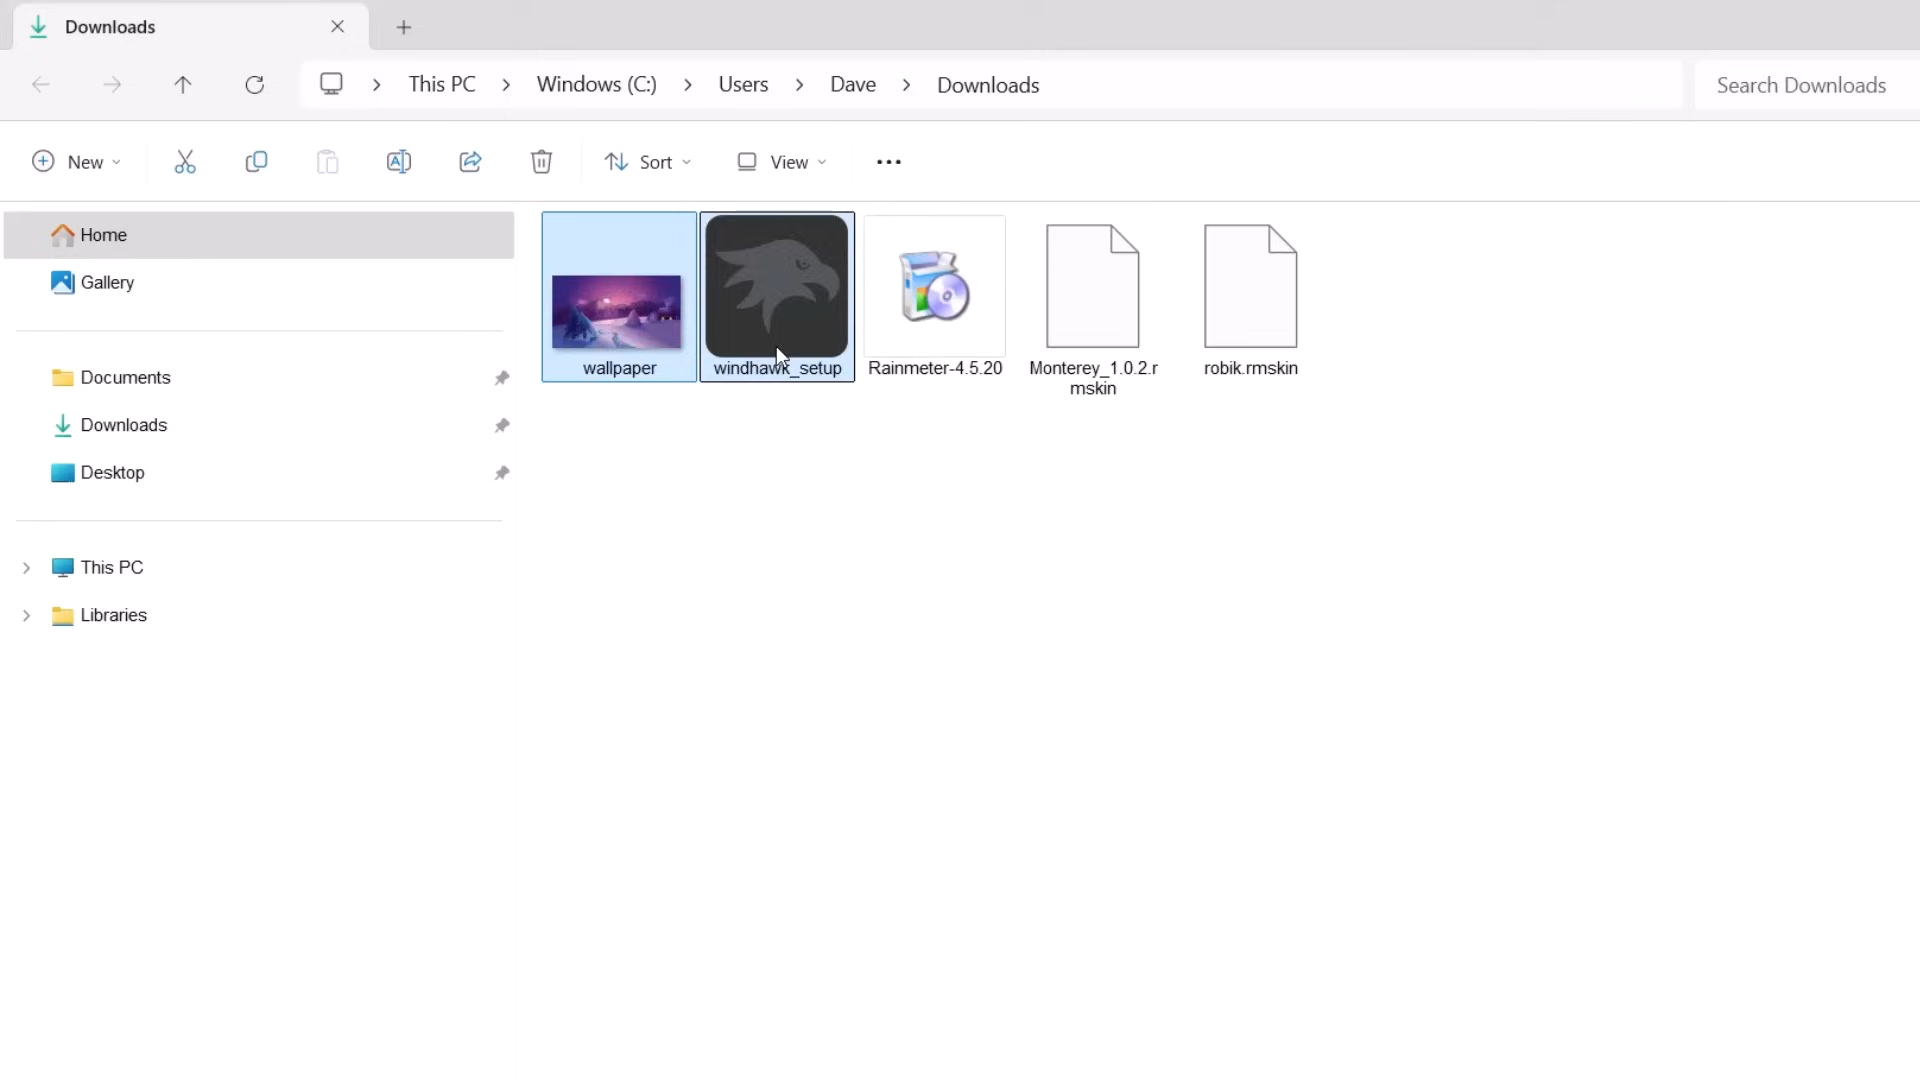 Downloads
This PC > Windows (C:) > Users > Dave > Downloads
Search Downloads
New
Sort
View
Home
Gallery
Documents
Downloads
Desktop
This PC
Libraries
wallpaper
windhawk_setup
Rainmeter-4.5.20
Monterey_1.0.2.r
mskin
robik.rmskin